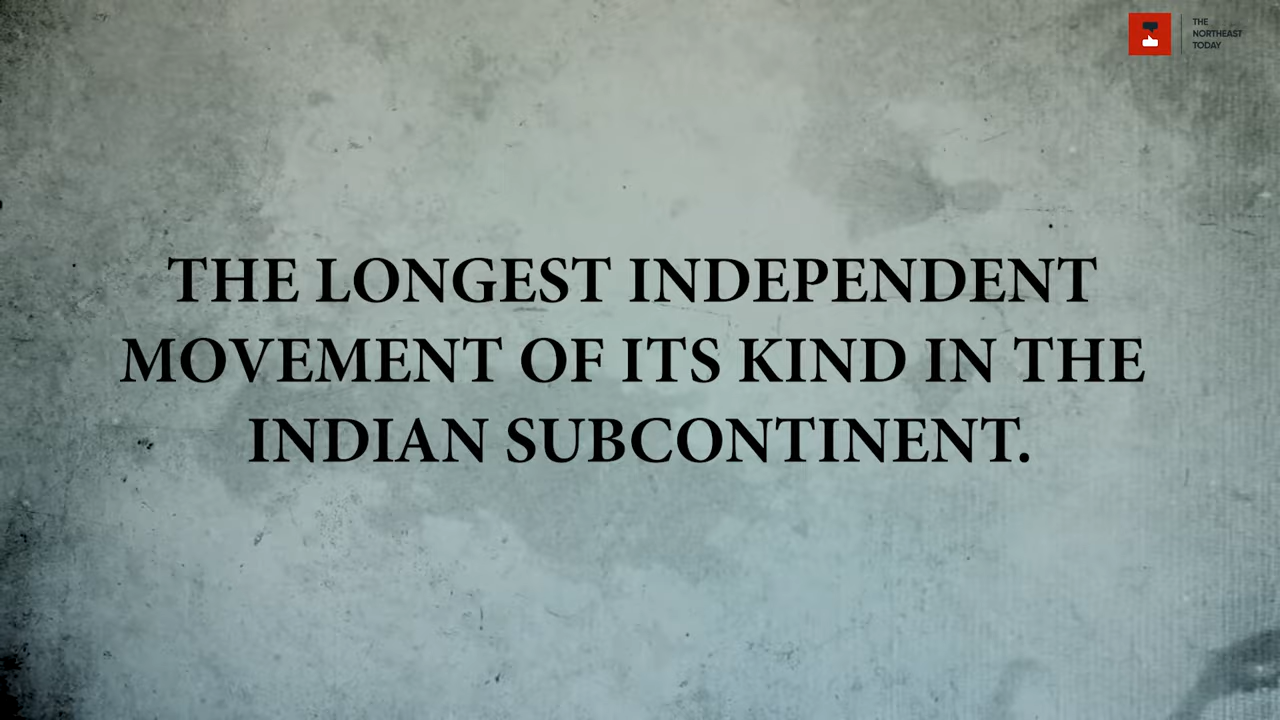 THE
NORTHEAST
TODAY
THE LONGEST INDEPENDENT
MOVEMENT OF ITS KIND IN THE
INDIAN SUBCONTINENT.